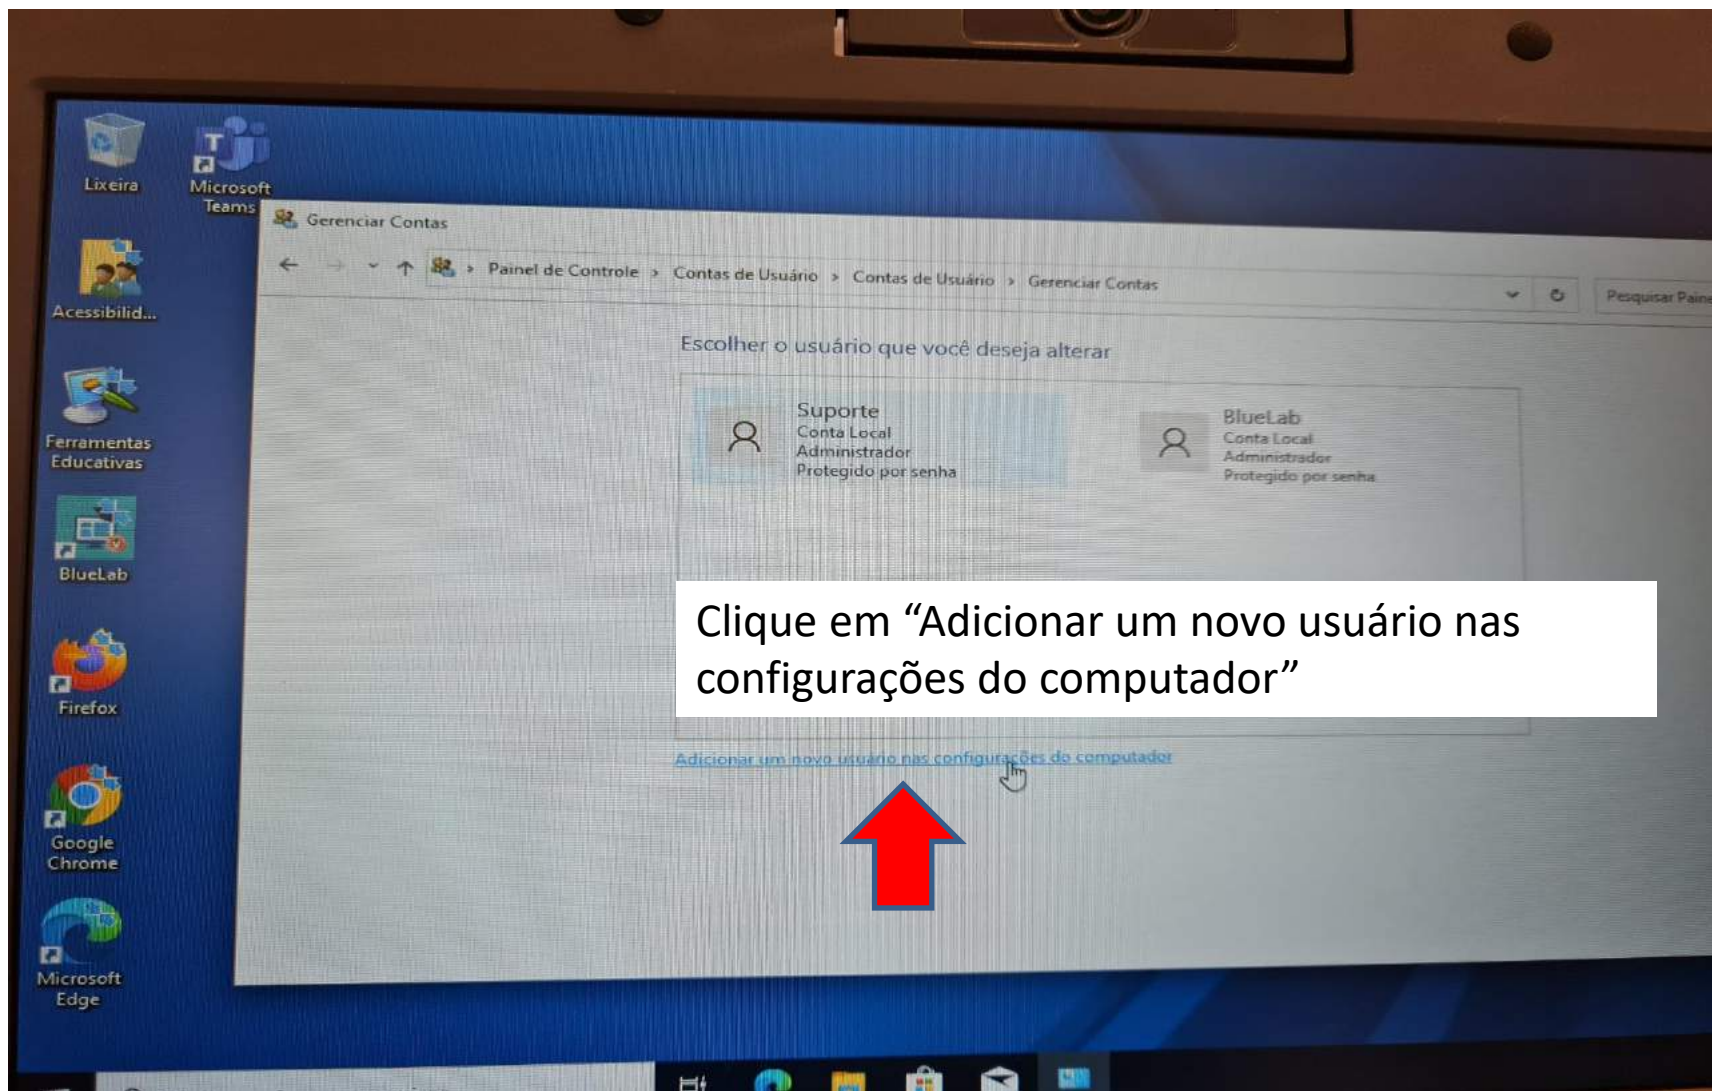 Lixeira
Microsoft
Teams
Acessibilid...
Ferramentas
Educativas
BlueLab
Firefox
Google
Chrome
Microsoft
Edge
Gerenciar Contas
Painel de Controle > Contas de Usuário > Contas de Usuário > Gerenciar Contas
Pesquisar Paine
Escolher o usuário que você deseja alterar
Suporte
Conta Local
Administrador
Protegido por senha
BlueLab
Conta Local
Administrador
Protegido por senha
Clique em “Adicionar um novo usuário nas
configurações do computador”
Adicionar um novo usuário nas configurações do computador